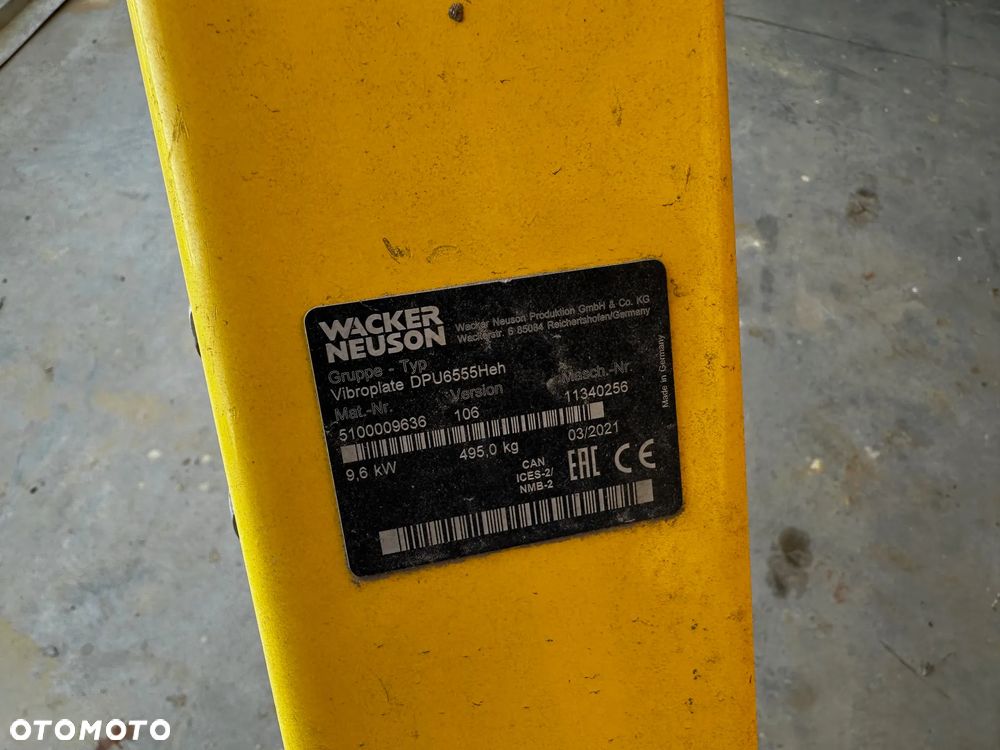 WACKER
NEUSON
Wacker Neuson Produktion GmbH & Co. KG
Wackerstr. 6 85084 Reichertshofen/Germany
Gruppe - Typ
Vibroplate DPU6555Heh
Mat.-Nr. Version Masch.-Nr.
5100009636 106 11340256
9,6 kW 495,0 kg 03/2021
CAN
ICES-2/
NMB-2
EAC CE
Made in Germany
OTOMOTO